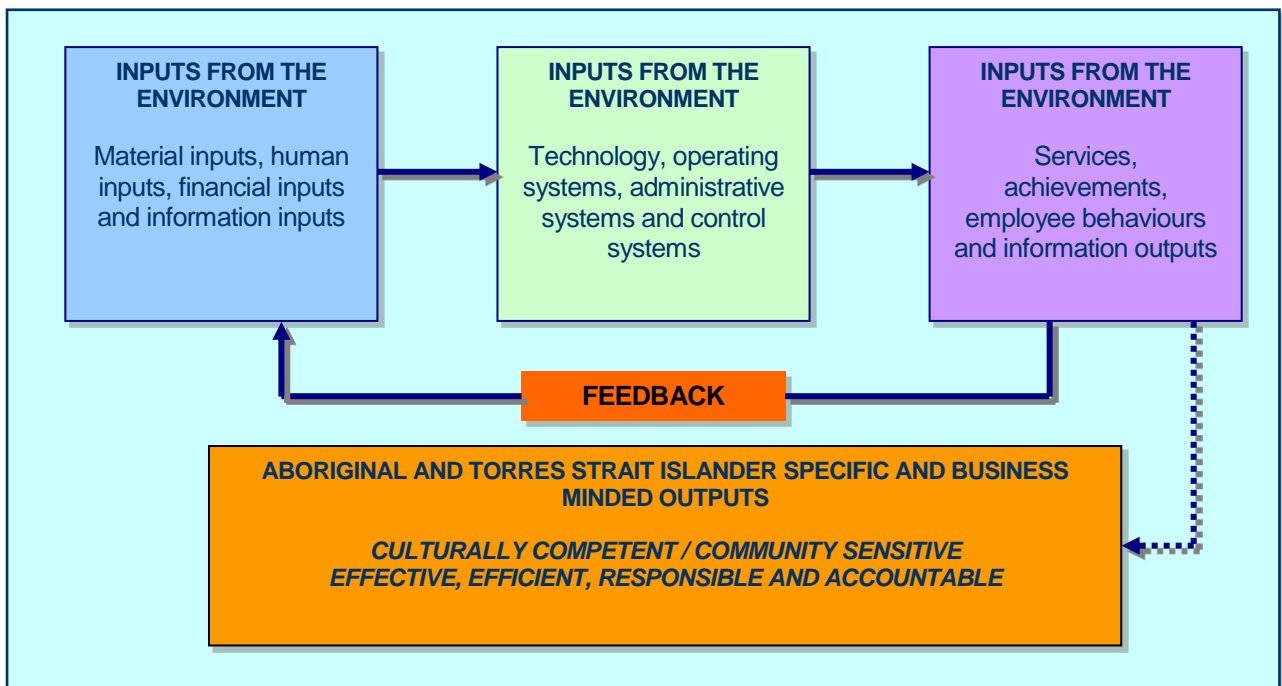 INPUTS FROM THE
ENVIRONMENT
Material inputs, human
inputs, financial inputs
and information inputs
INPUTS FROM THE
ENVIRONMENT
Technology, operating
systems, administrative
systems and control
systems
INPUTS FROM THE
ENVIRONMENT
Services,
achievements,
employee behaviours
and information outputs
FEEDBACK
ABORIGINAL AND TORRES STRAIT ISLANDER SPECIFIC AND BUSINESS
MINDED OUTPUTS
CULTURALLY COMPETENT / COMMUNITY SENSITIVE
EFFECTIVE, EFFICIENT, RESPONSIBLE AND ACCOUNTABLE